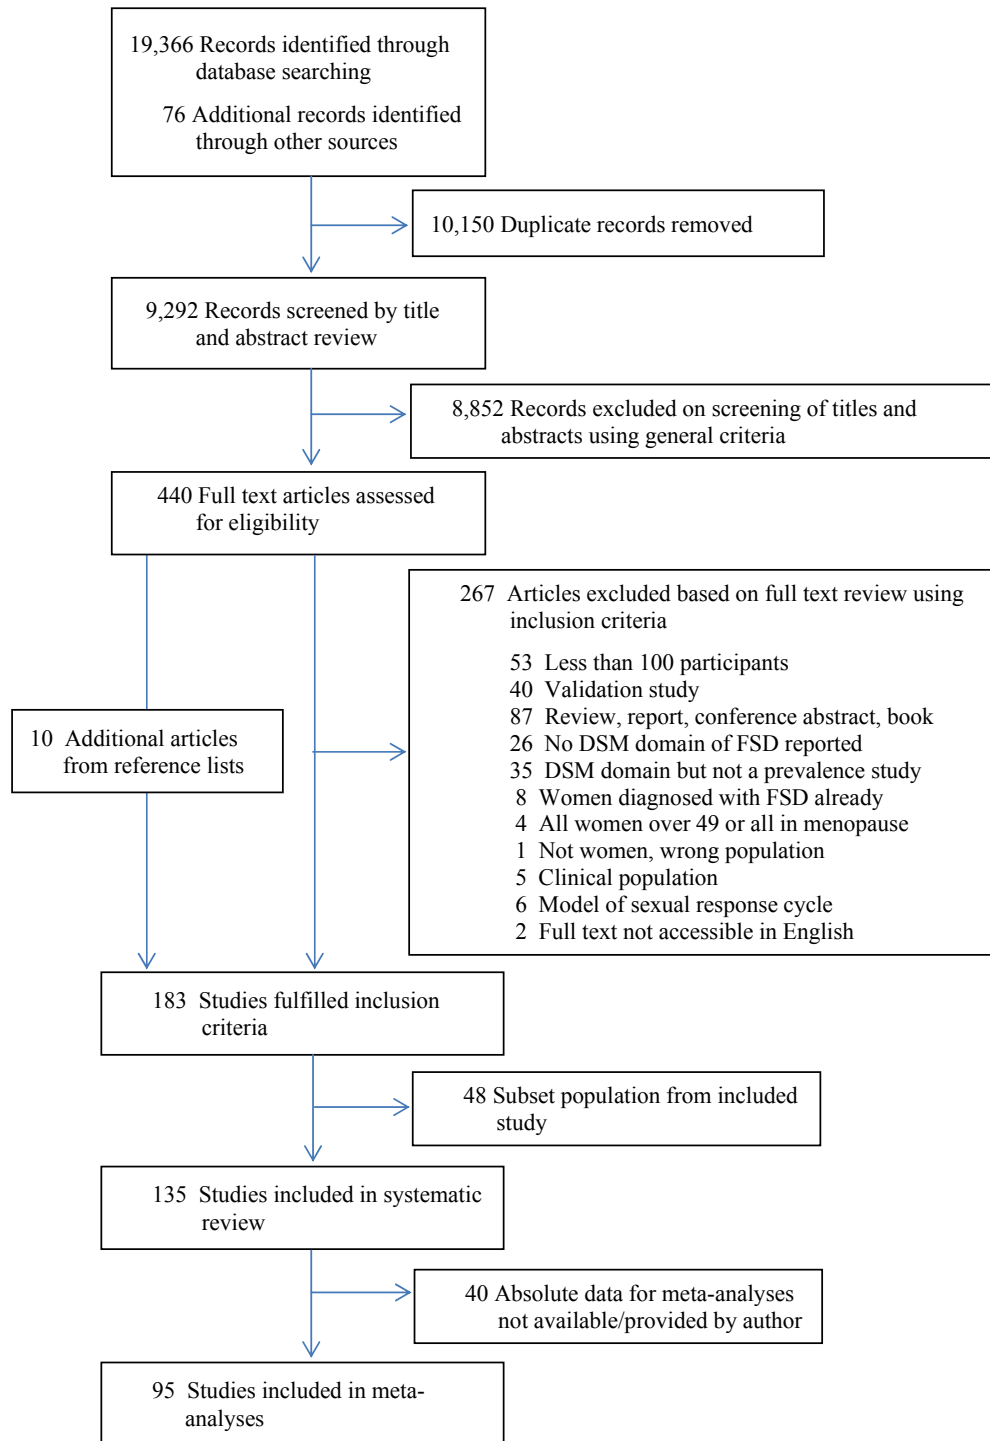 19,366 Records identified through
database searching
76 Additional records identified
through other sources
10,150 Duplicate records removed
9,292 Records screened by title
and abstract review
8,852 Records excluded on screening of titles and
abstracts using general criteria
440 Full text articles assessed
for eligibility
267 Articles excluded based on full text review using
inclusion criteria
53 Less than 100 participants
40 Validation study
87 Review, report, conference abstract, book
26 No DSM domain of FSD reported
35 DSM domain but not a prevalence study
8 Women diagnosed with FSD already
4 All women over 49 or all in menopause
1 Not women, wrong population
5 Clinical population
6 Model of sexual response cycle
2 Full text not accessible in English
10 Additional articles
from reference lists
183 Studies fulfilled inclusion
criteria
48 Subset population from included
study
135 Studies included in systematic
review
40 Absolute data for meta-analyses
not available/provided by author
95 Studies included in meta-
analyses